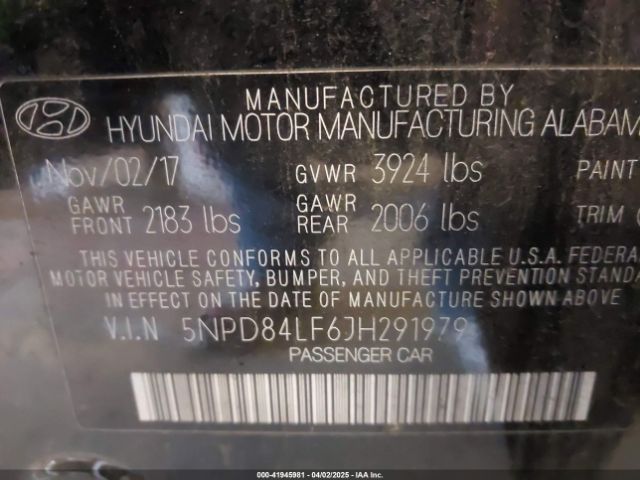 MANUFACTURED BY
HYUNDAI MOTOR MANUFACTURING ALABAM
Nov/02/17 GVWR 3924 lbs PAINT
GAWR FRONT 2183 lbs GAWR REAR 2006 lbs TRIM
THIS VEHICLE CONFORMS TO ALL APPLICABLE U.S.A. FEDERA
MOTOR VEHICLE SAFETY, BUMPER, AND THEFT PREVENTION STAND
IN EFFECT ON THE DATE OF MANUFACTURE SHOWN ABOVE
V.I.N 5NPD84LF6JH291979
PASSENGER CAR
000-41945981 - 04/02/2025 - IAA Inc.